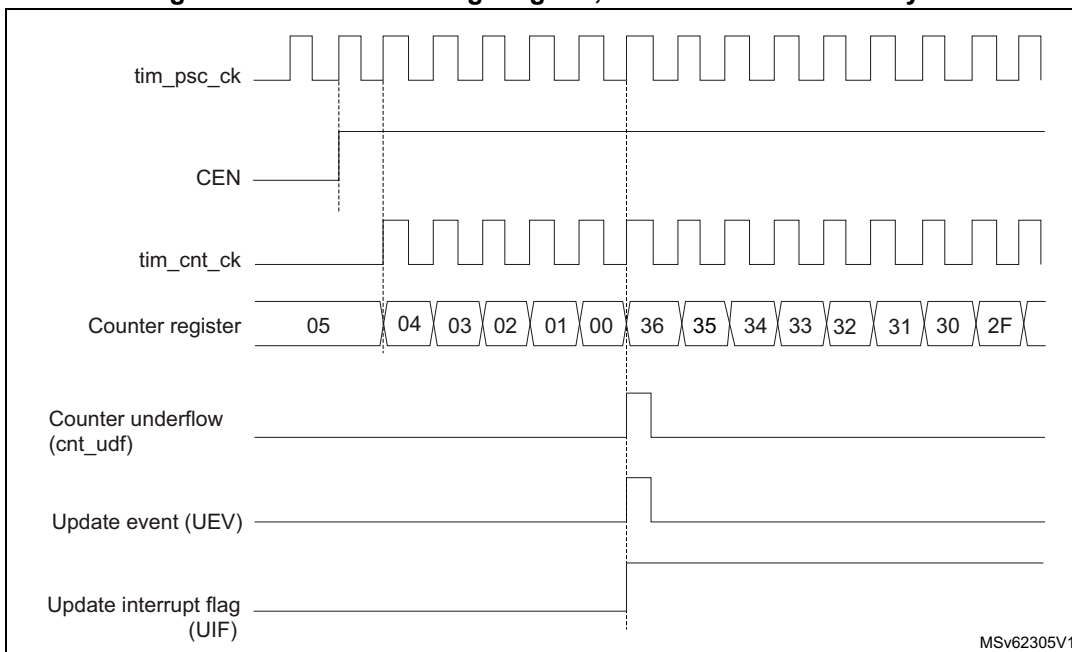 tim_psc_ck
CEN
tim_cnt_ck
Counter register 05 04 03 02 01 00 36 35 34 33 32 31 30 2F
Counter underflow
(cnt_udf)
Update event (UEV)
Update interrupt flag
(UIF)
MSv62305V1